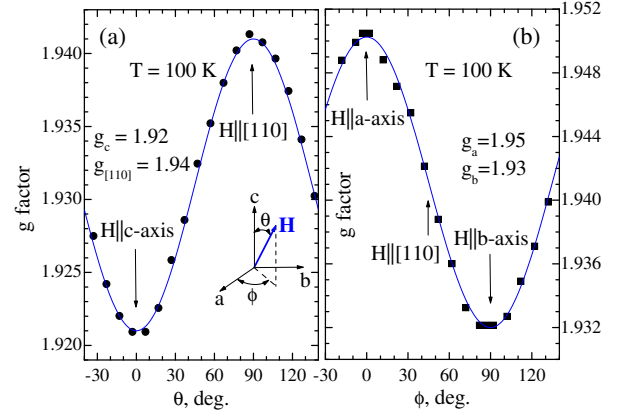 (a)
T = 100 K
H||[110]
g_c = 1.92
g_[110] = 1.94
H||c-axis
c
θ
H
a
ϕ
b
g factor
1.940
1.935
1.930
1.925
1.920
-30 0 30 60 90 120
θ, deg.
(b)
T = 100 K
H||a-axis
g_a = 1.95
g_b = 1.93
H||[110]
H||b-axis
g factor
1.952
1.948
1.944
1.940
1.936
1.932
-30 0 30 60 90 120
ϕ, deg.